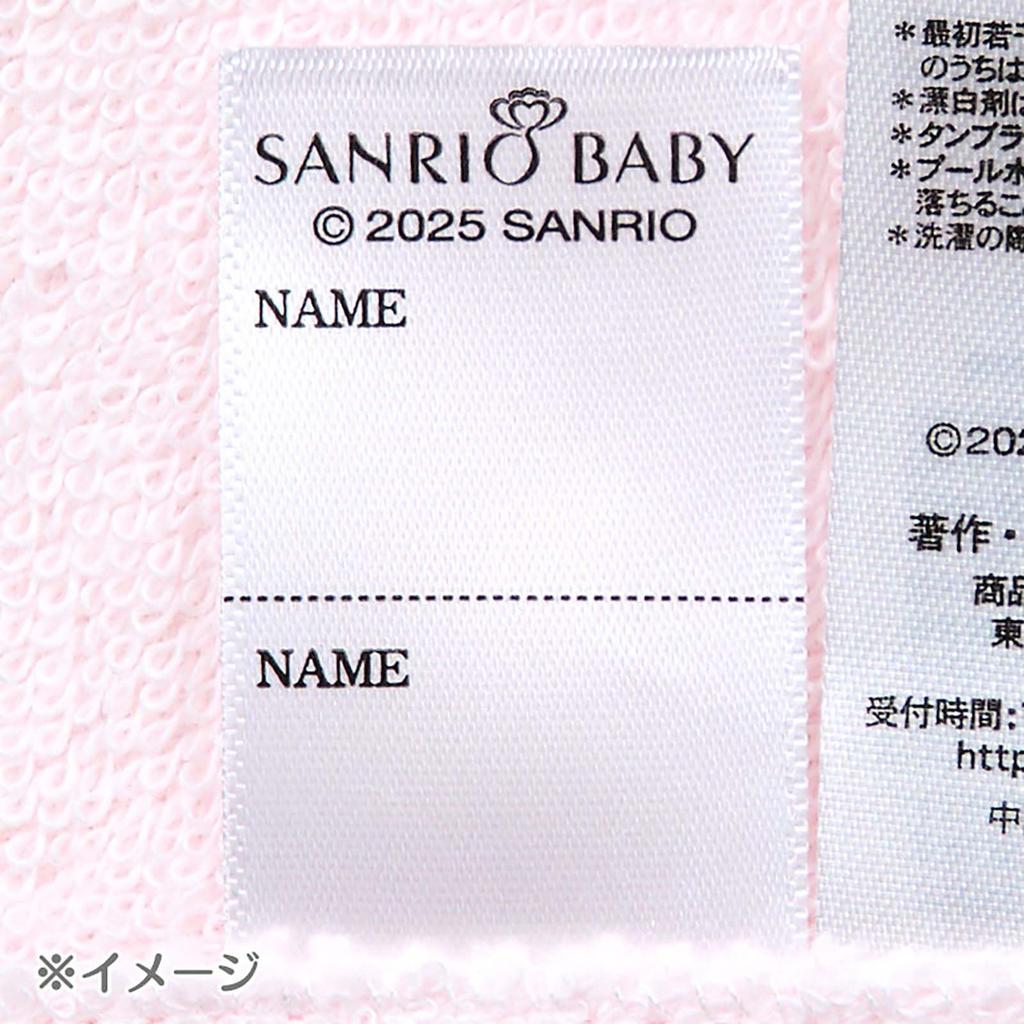 SANRIO BABY
© 2025 SANRIO
NAME
NAME
*最初若干
のうちは
*漂白剤は
*タンブラ
*プール水
落ちるこ
*洗濯の際
©202
著作・
商品
東
受付時間:
http
中
※イメージ